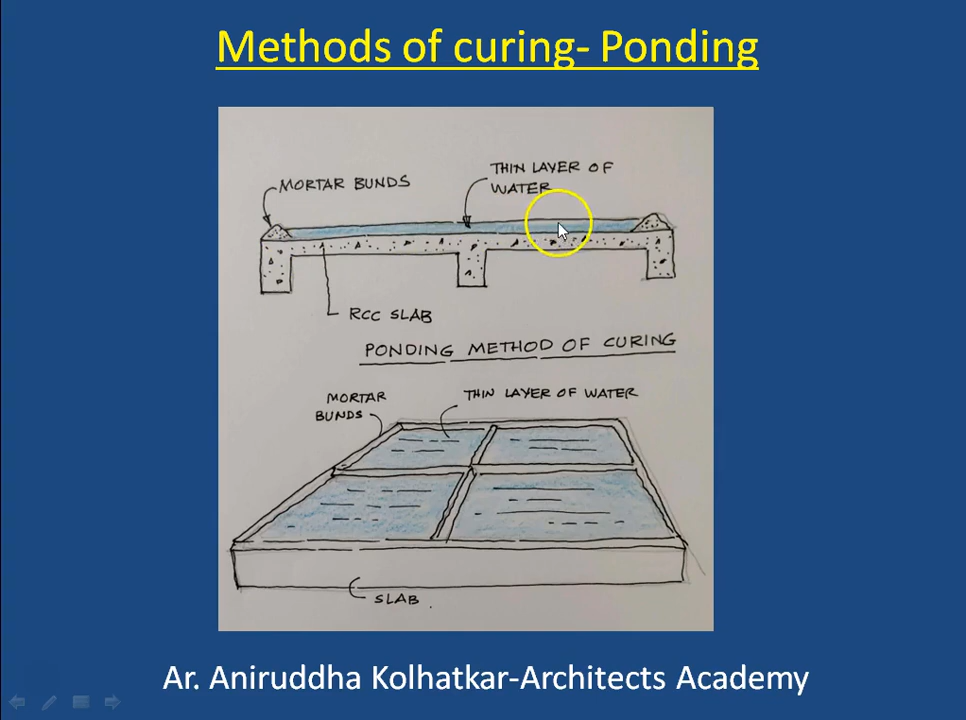 Methods of curing- Ponding
THIN LAYER OF
WATER
MORTAR BUNDS
RCC SLAB
PONDING METHOD OF CURING
MORTAR
BUNDS
THIN LAYER OF WATER
SLAB
Ar. Aniruddha Kolhatkar-Architects Academy